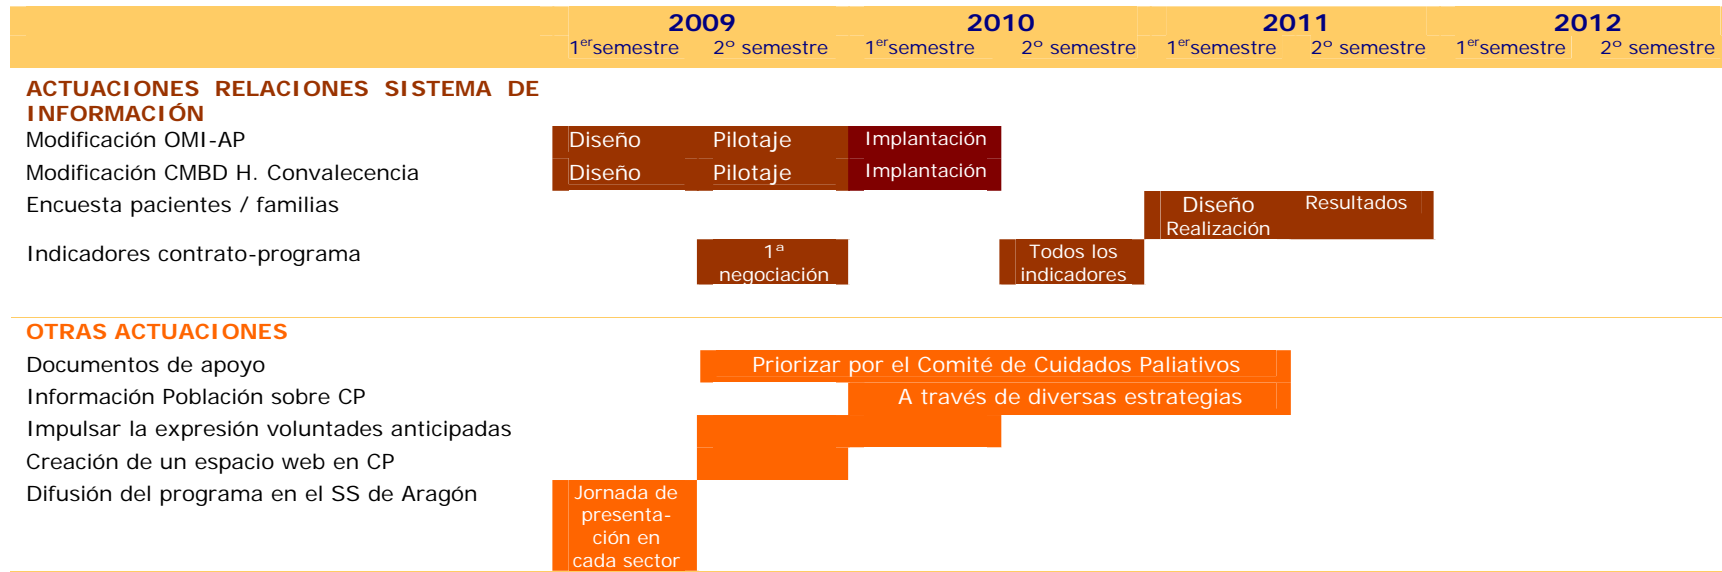 2009 2010 2011 2012
1er semestre 2º semestre 1er semestre 2º semestre 1er semestre 2º semestre 1er semestre 2º semestre
ACTUACIONES RELACIONES SISTEMA DE
INFORMACIÓN
Modificación OMI-AP Diseño Pilotaje Implantación
Modificación CMBD H. Convalecencia Diseño Pilotaje Implantación
Encuesta pacientes / familias Diseño Resultados
Realización
Indicadores contrato-programa 1ª Todos los
negociación indicadores
OTRAS ACTUACIONES
Documentos de apoyo Priorizar por el Comité de Cuidados Paliativos
Información Población sobre CP A través de diversas estrategias
Impulsar la expresión voluntades anticipadas
Creación de un espacio web en CP
Difusión del programa en el SS de Aragón Jornada de
presenta-
ción en
cada sector